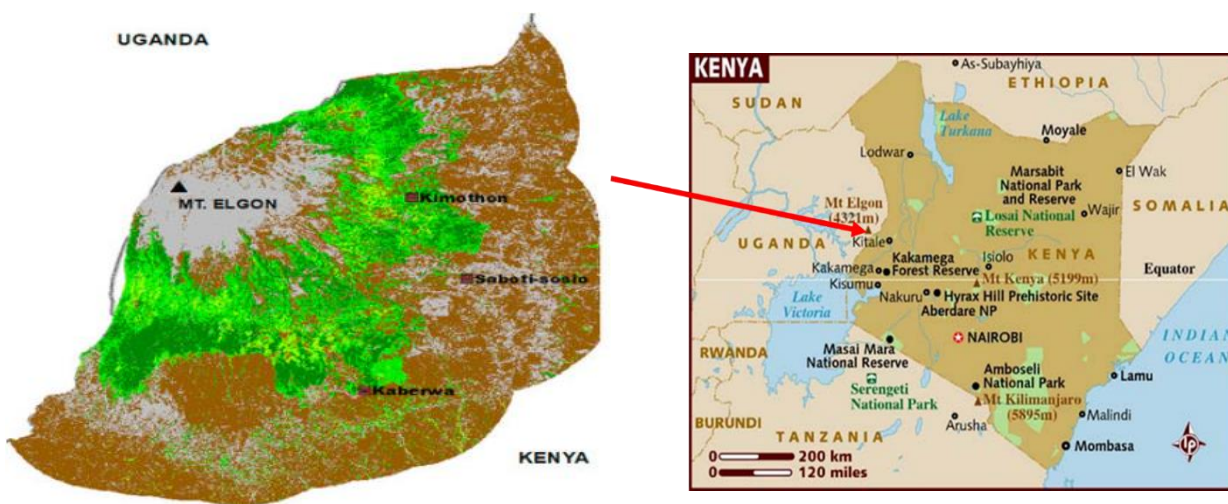 UGANDA
MT. ELGON
Kimothon
Saboti-sosio
Kaberwa
KENYA
KENYA
As-Subayhiya
ETHIOPIA
SUDAN
Lake
Turkana
Moyale
Lodwar
El Wak
Marsabit
National Park
and Reserve
Mt Elgon
(4321m)
Wajir
SOMALIA
Losai National
Reserve
UGANDA
Kitale
KENYA
Isiolo
Kakamega
Kakamega
Forest Reserve
Equator
Mt Kenya (5199m)
Kisumu
Nakuru
Hyrax Hill Prehistoric Site
Aberdare NP
Lake
Victoria
NAIROBI
INDIAN
OCEAN
RWANDA
Masai Mara
National Reserve
Amboseli
National Park
Lamu
Serengeti
National Park
Mt Kilimanjaro
(5895m)
BURUNDI
Arusha
Malindi
TANZANIA
Mombasa
0 200 km
0 120 miles
LP